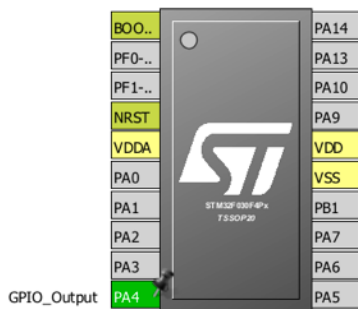 BOO..
PF0-..
PF1-..
NRST
VDDA
PA0
PA1
PA2
PA3
GPIO_Output PA4
STM32F030F4Px
TSSOP20
PA14
PA13
PA10
PA9
VDD
VSS
PB1
PA7
PA6
PA5